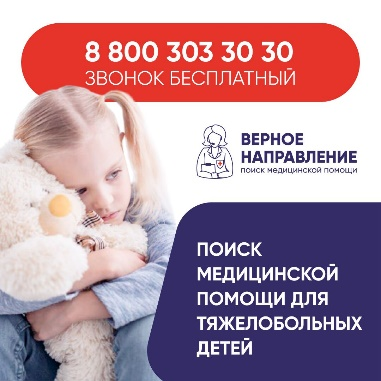 8 800 303 30 30
ЗВОНОК БЕСПЛАТНЫЙ
ВЕРНОЕ
НАПРАВЛЕНИЕ
ПОИСК МЕДИЦИНСКОЙ ПОМОЩИ
ПОИСК
МЕДИЦИНСКОЙ
ПОМОЩИ ДЛЯ
ТЯЖЕЛОБОЛЬНЫХ
ДЕТЕЙ